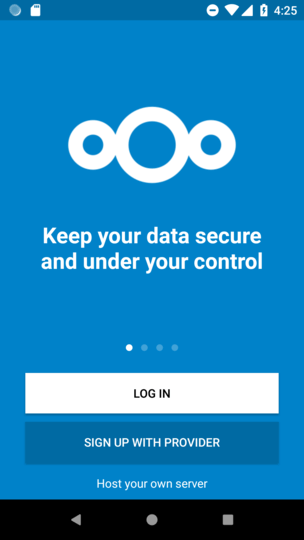 4:25
Keep your data secure
and under your control
LOG IN
SIGN UP WITH PROVIDER
Host your own server